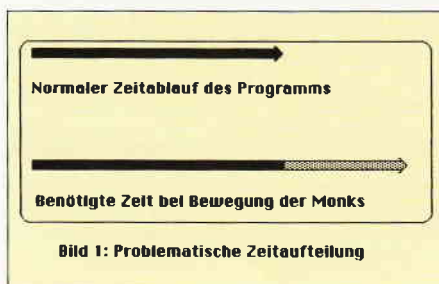 Normaler Zeitablauf des Programms
Benötigte Zeit bei Bewegung der Monks
Bild 1: Problematische Zeitaufteilung